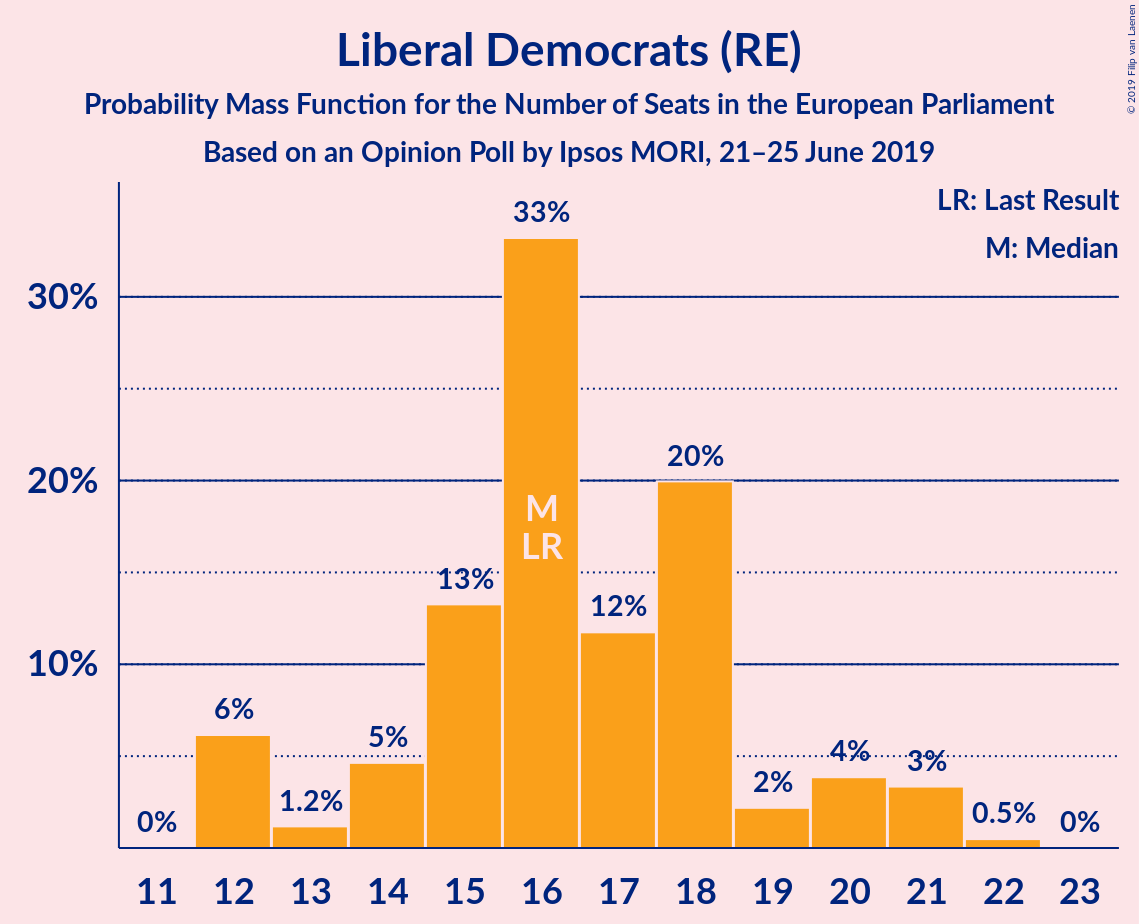 Liberal Democrats (RE)
Probability Mass Function for the Number of Seats in the European Parliament
Based on an Opinion Poll by Ipsos MORI, 21–25 June 2019
© 2019 Filip van Laenen
LR: Last Result
M: Median
30%
20%
10%
0%
6%
1.2%
5%
13%
33%
12%
20%
2%
4%
3%
0.5%
0%
M
LR
11 12 13 14 15 16 17 18 19 20 21 22 23